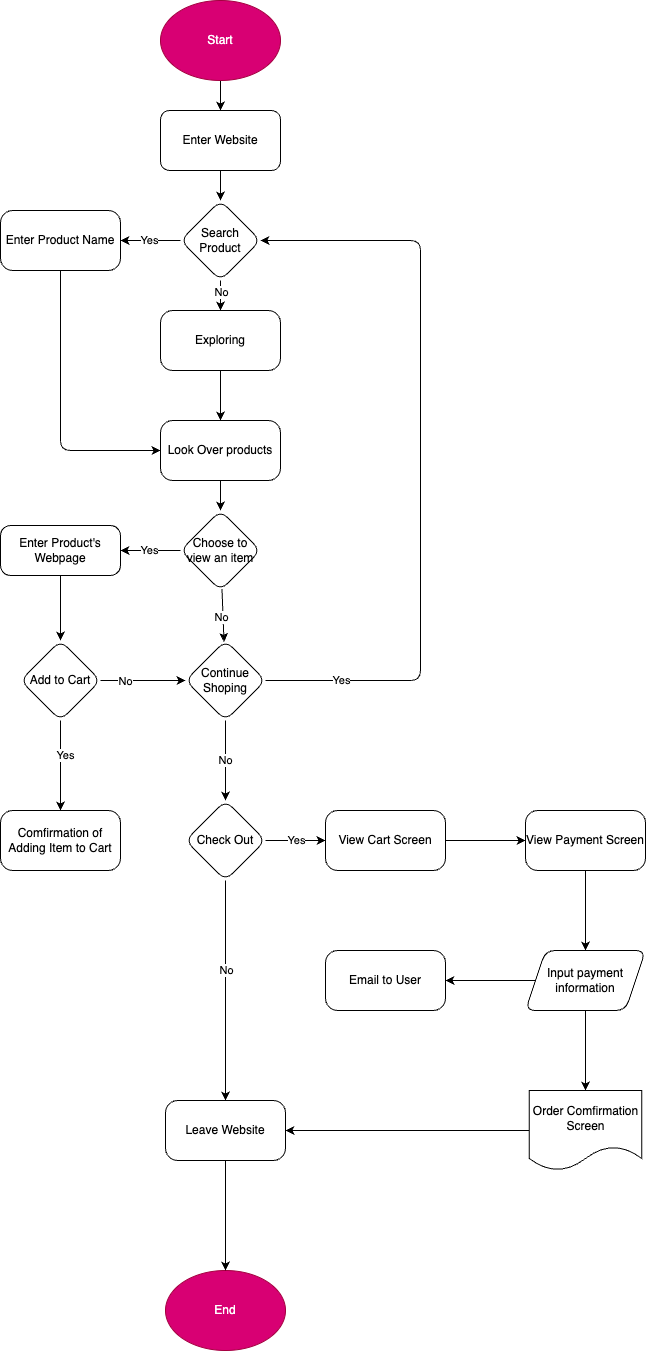 Start
Enter Website
Search
Product
Yes
Enter Product Name
No
Exploring
Look Over products
Choose to
view an item
Yes
Enter Product's
Webpage
No
Add to Cart
No
Continue
Shoping
Yes
Yes
No
Comfirmation of
Adding Item to Cart
Check Out
Yes
View Cart Screen
View Payment Screen
No
Email to User
Input payment
information
Order Comfirmation
Screen
Leave Website
End